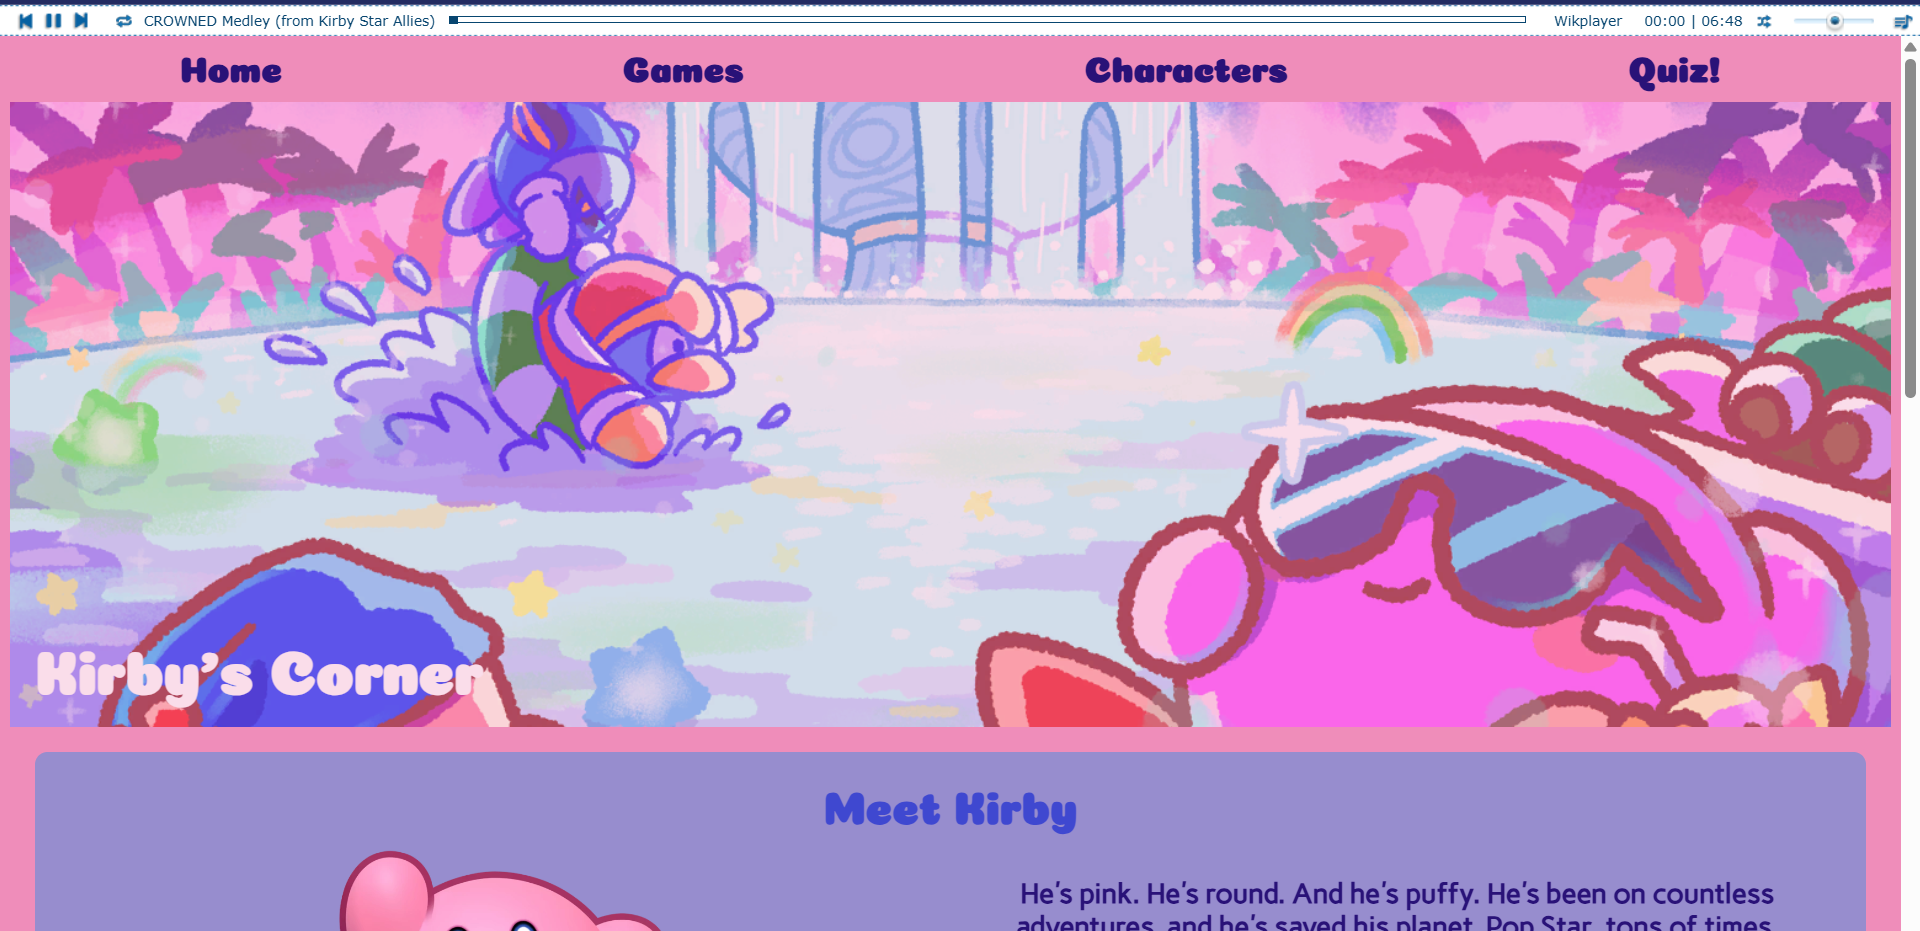 CROWNED Medley (from Kirby Star Allies) Wikplayer 00:00 | 06:48
Home Games Characters Quiz!
Kirby's Corner
Meet Kirby
He's pink. He's round. And he's puffy. He's been on countless
adventures, and he's saved his planet, Pop Star, tons of times.